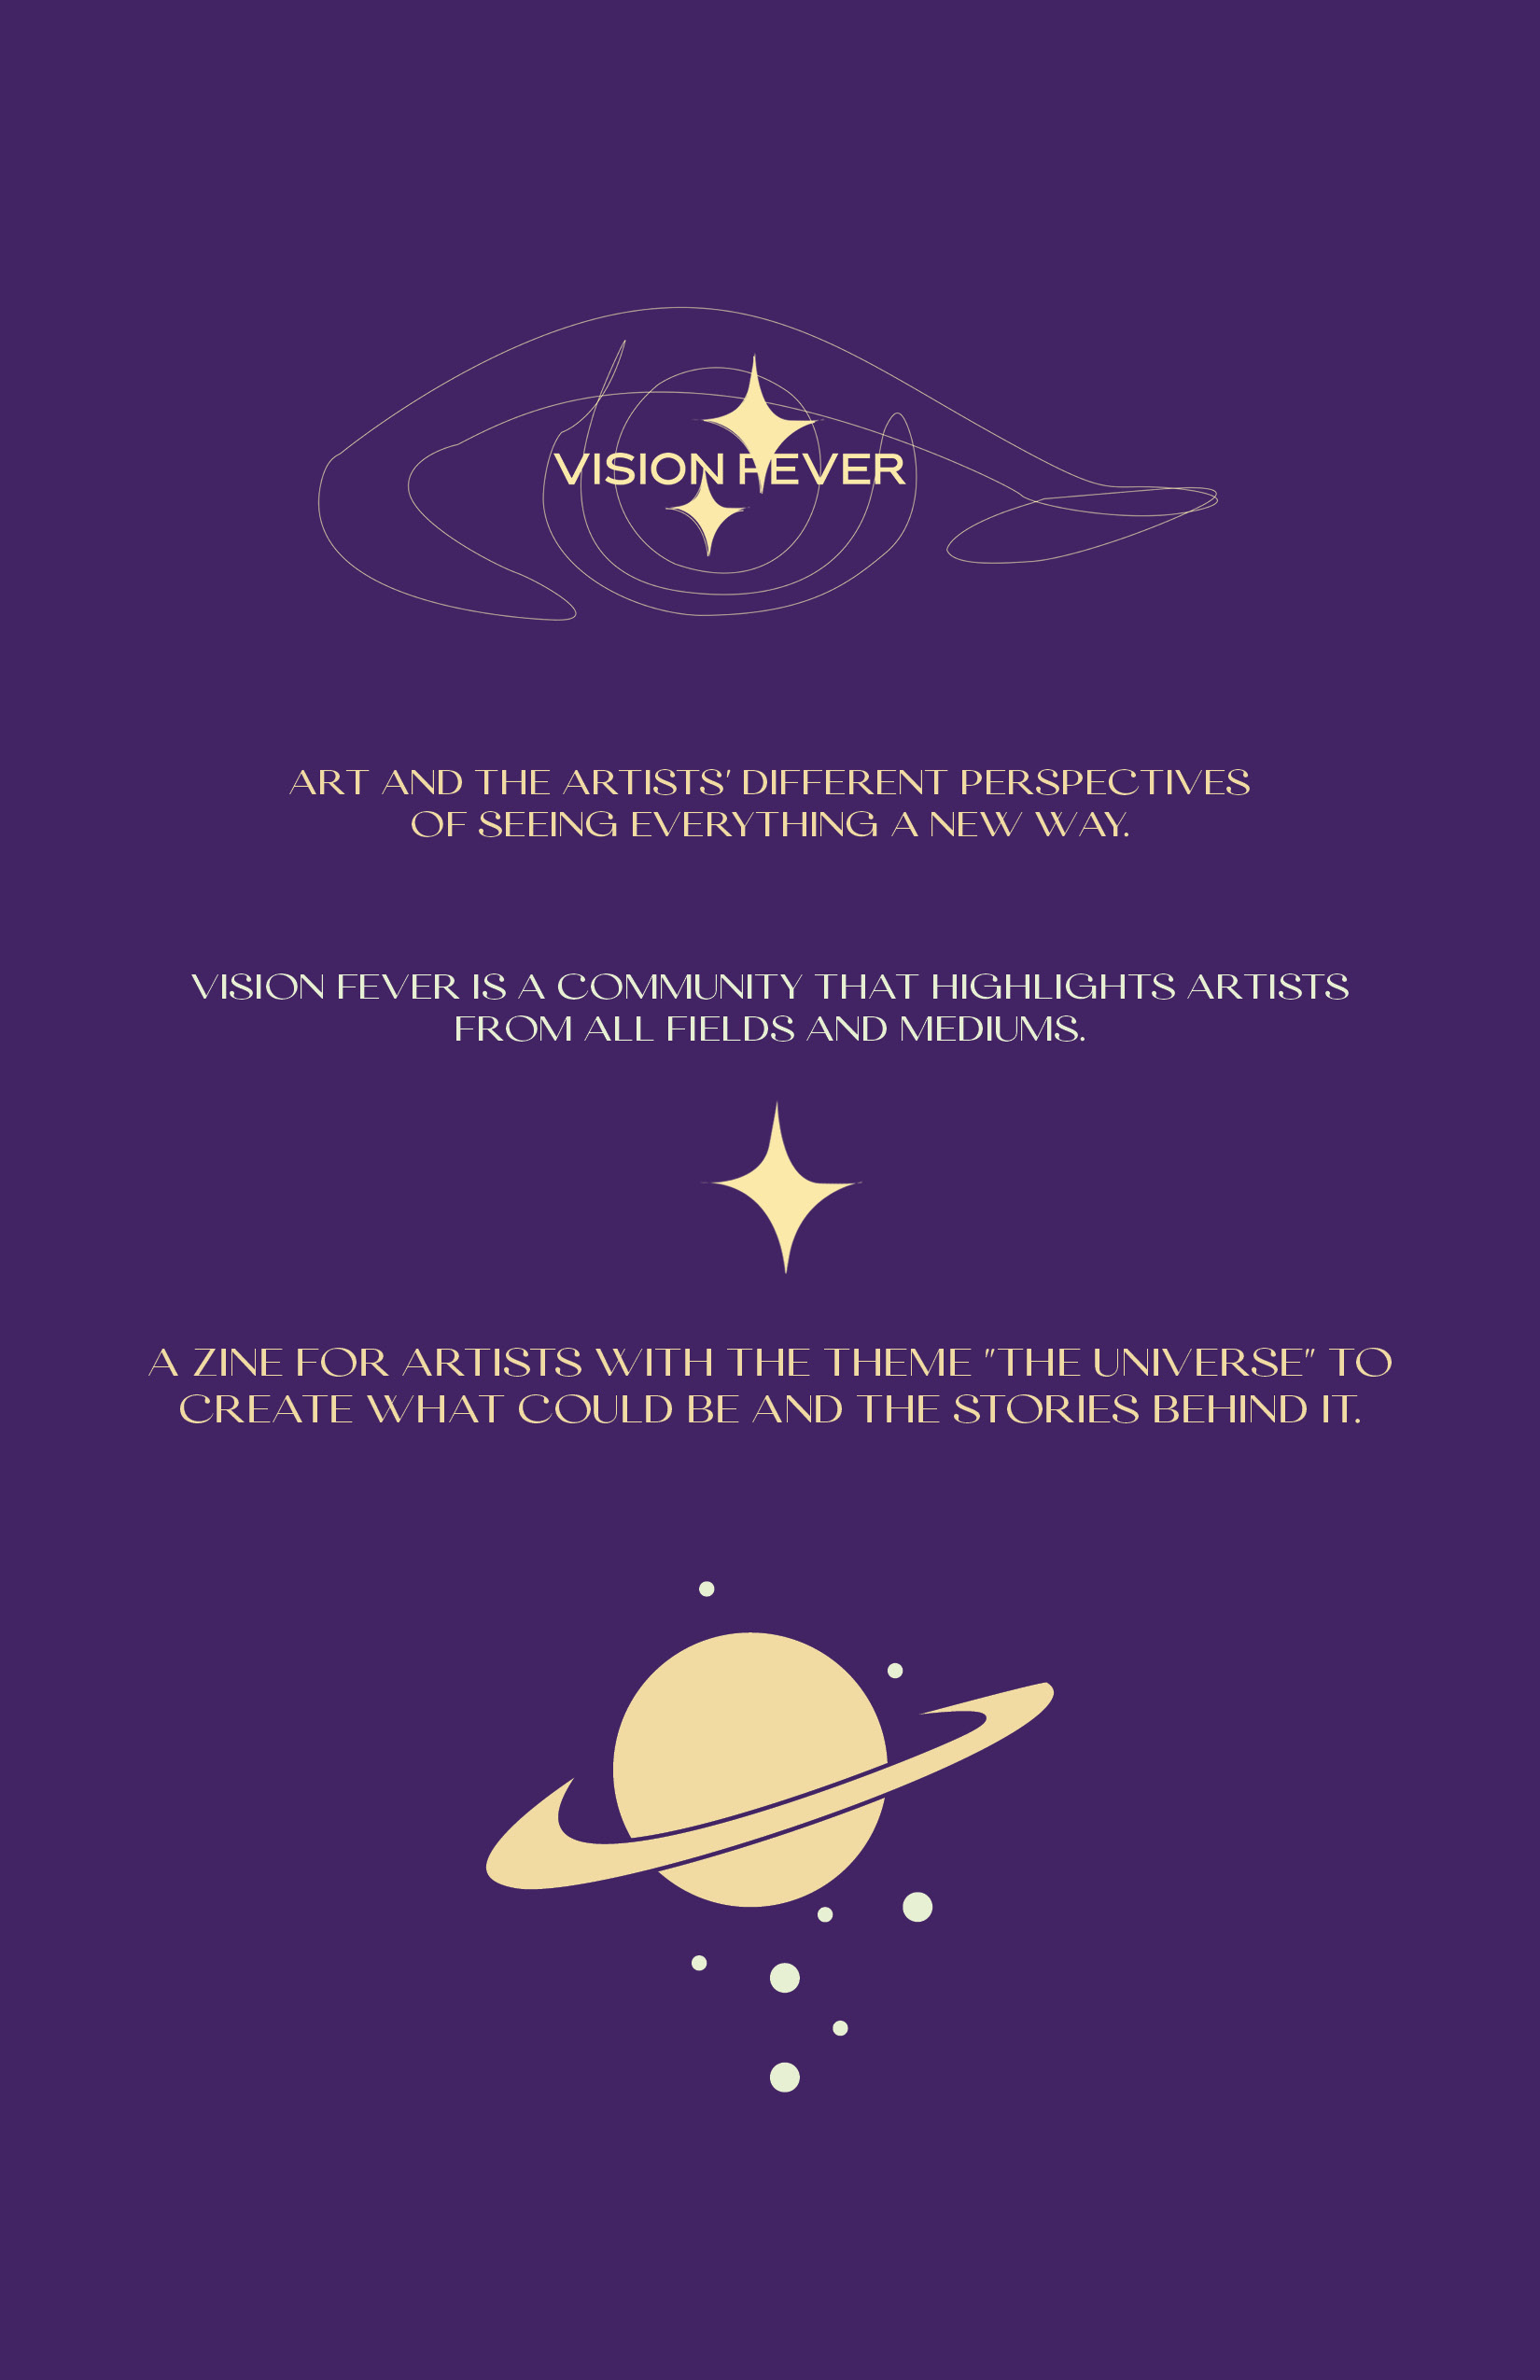 VISION FEVER
ART AND THE ARTISTS' DIFFERENT PERSPECTIVES
OF SEEING EVERYTHING A NEW WAY.
VISION FEVER IS A COMMUNITY THAT HIGHLIGHTS ARTISTS
FROM ALL FIELDS AND MEDIUMS.
A ZINE FOR ARTISTS WITH THE THEME "THE UNIVERSE" TO
CREATE WHAT COULD BE AND THE STORIES BEHIND IT.